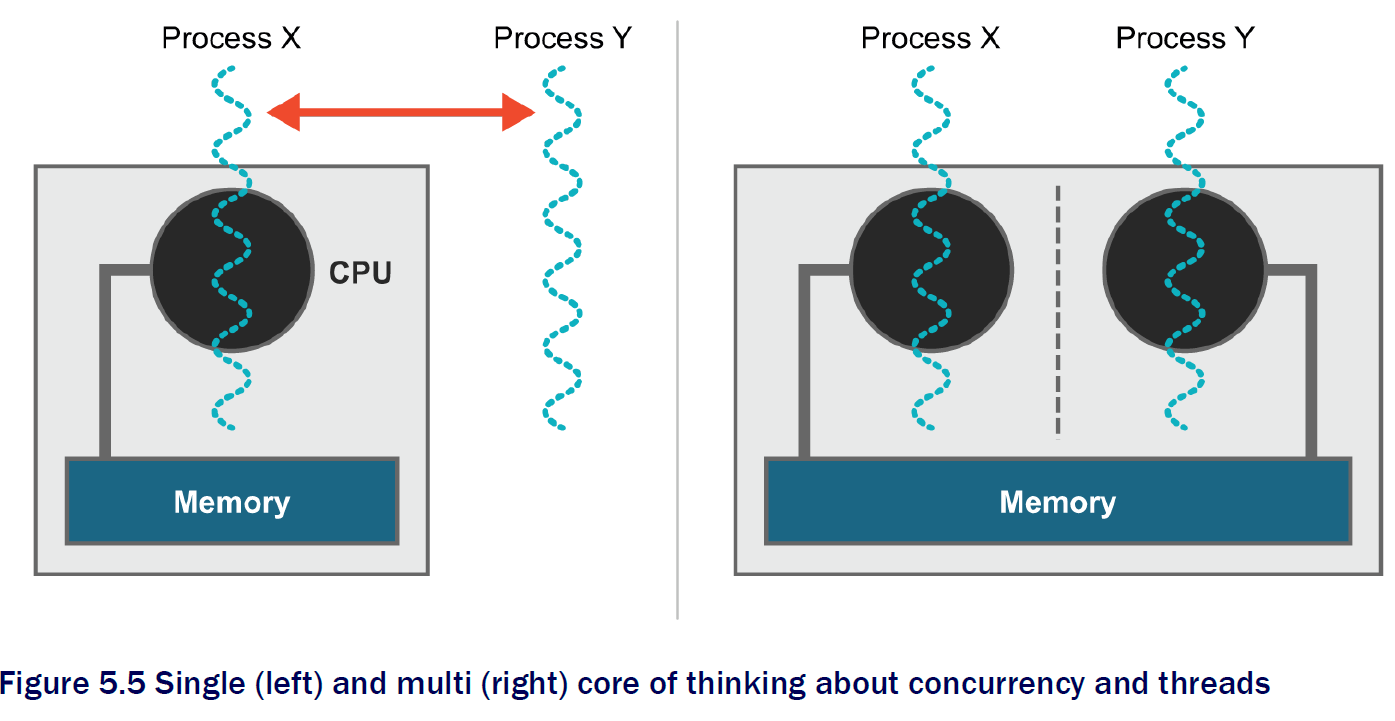 Process X
Process Y
CPU
Memory
Process X
Process Y
Memory
Figure 5.5 Single (left) and multi (right) core of thinking about concurrency and threads